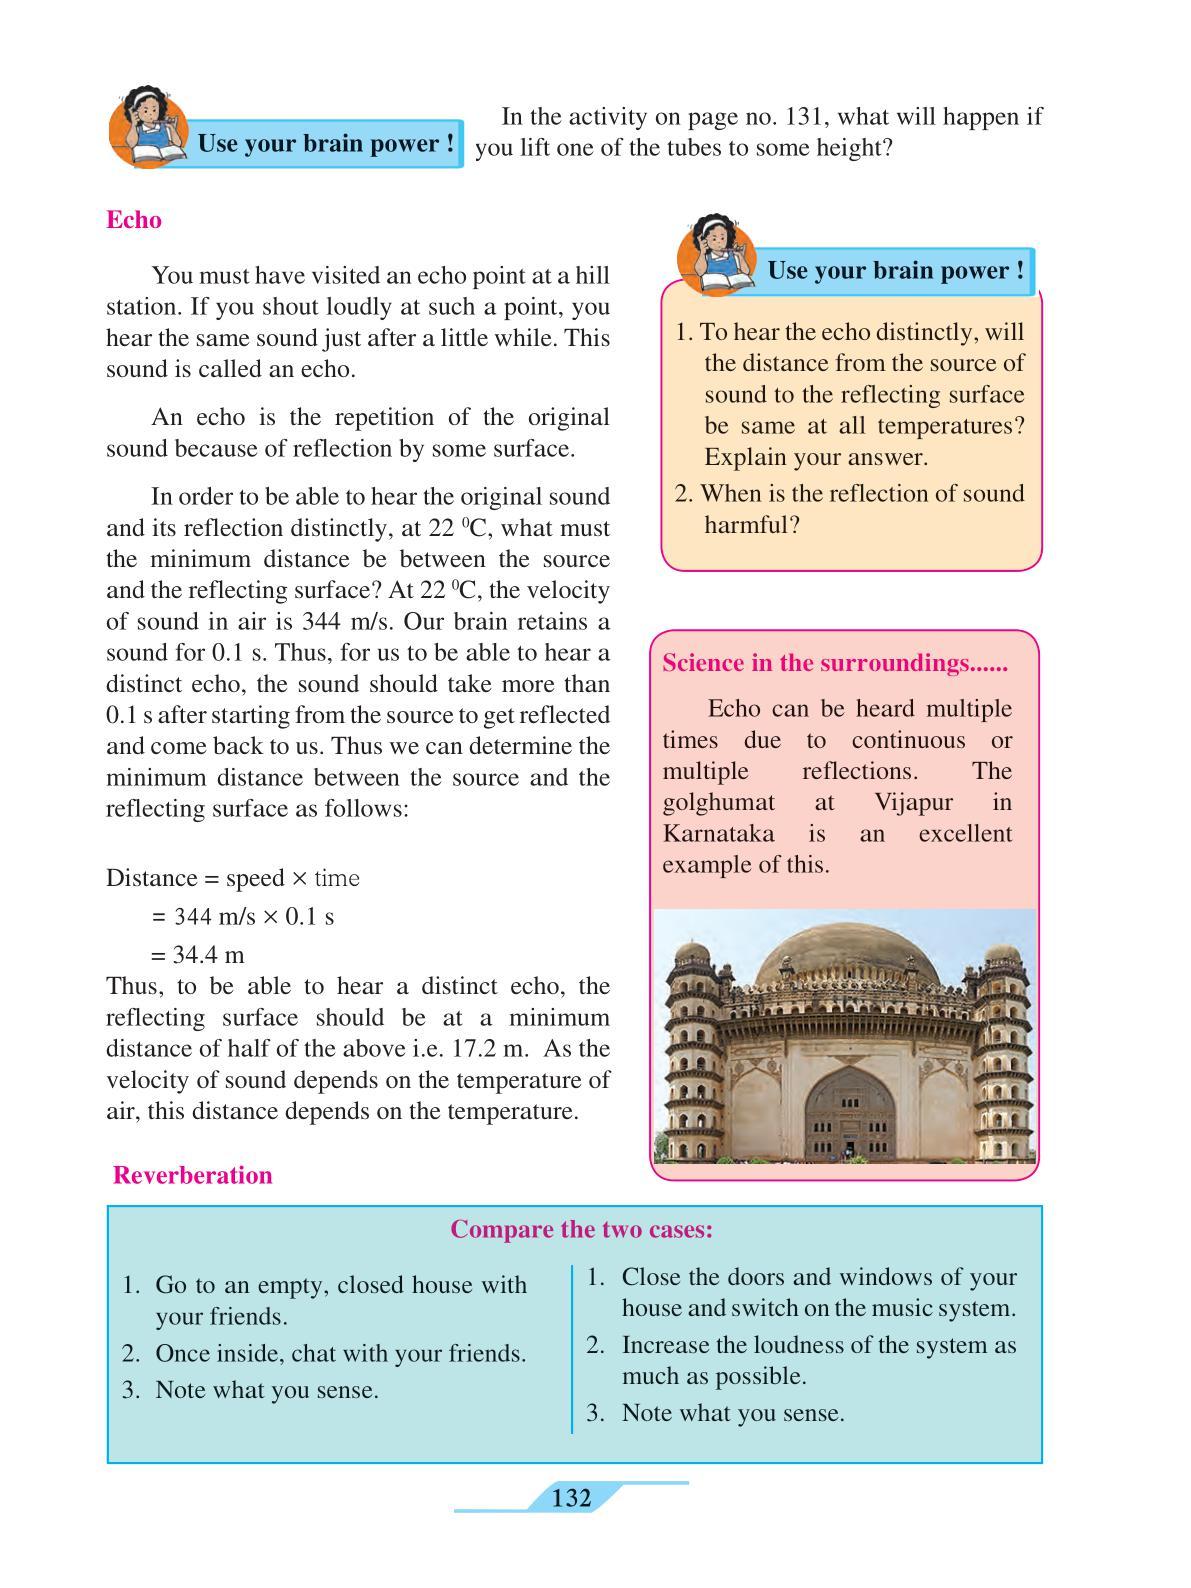 Use your brain power !
In the activity on page no. 131, what will happen if
you lift one of the tubes to some height?
Echo
You must have visited an echo point at a hill
station. If you shout loudly at such a point, you
hear the same sound just after a little while. This
sound is called an echo.
An echo is the repetition of the original
sound because of reflection by some surface.
In order to be able to hear the original sound
and its reflection distinctly, at 22 ⁰C, what must
the minimum distance be between the source
and the reflecting surface? At 22 ⁰C, the velocity
of sound in air is 344 m/s. Our brain retains a
sound for 0.1 s. Thus, for us to be able to hear a
distinct echo, the sound should take more than
0.1 s after starting from the source to get reflected
and come back to us. Thus we can determine the
minimum distance between the source and the
reflecting surface as follows:
Distance = speed × time
= 344 m/s × 0.1 s
= 34.4 m
Thus, to be able to hear a distinct echo, the
reflecting surface should be at a minimum
distance of half of the above i.e. 17.2 m. As the
velocity of sound depends on the temperature of
air, this distance depends on the temperature.
Use your brain power !
1. To hear the echo distinctly, will
the distance from the source of
sound to the reflecting surface
be same at all temperatures?
Explain your answer.
2. When is the reflection of sound
harmful?
Science in the surroundings......
Echo can be heard multiple
times due to continuous or
multiple reflections. The
golghumat at Vijapur in
Karnataka is an excellent
example of this.
Reverberation
Compare the two cases:
1. Go to an empty, closed house with
your friends.
2. Once inside, chat with your friends.
3. Note what you sense.
1. Close the doors and windows of your
house and switch on the music system.
2. Increase the loudness of the system as
much as possible.
3. Note what you sense.
132